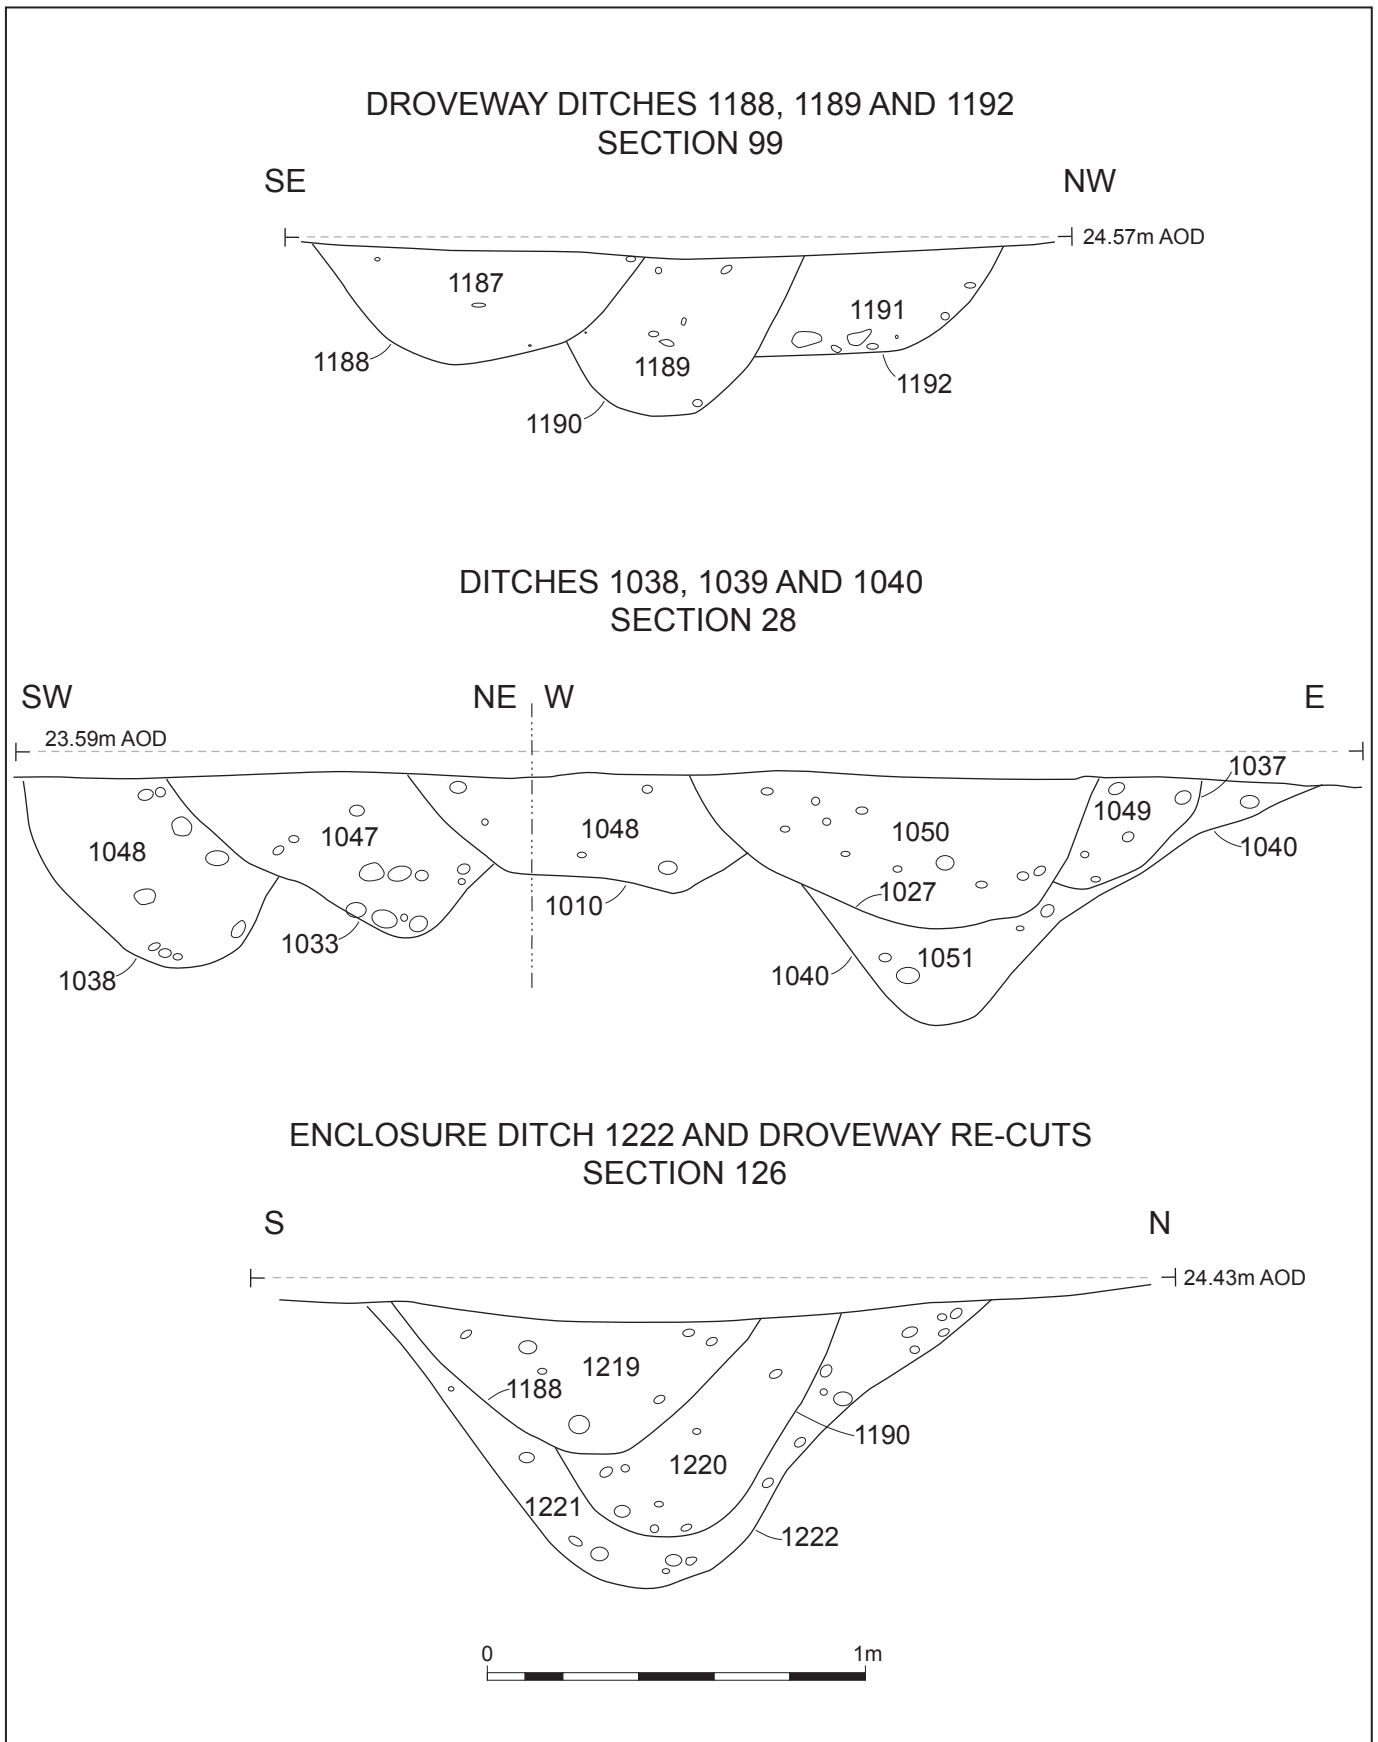 DROVEWAY DITCHES 1188, 1189 AND 1192
SECTION 99
SE NW
24.57m AOD
1187
1191
1188
1189
1192
1190
DITCHES 1038, 1039 AND 1040
SECTION 28
SW NE W E
23.59m AOD
1037
1049
1048 1047 1048 1050
1040
1027
1010
1033
1051
1038
1040
ENCLOSURE DITCH 1222 AND DROVEWAY RE-CUTS
SECTION 126
S N
24.43m AOD
1219
1188
1190
1220
1221
1222
0 1m